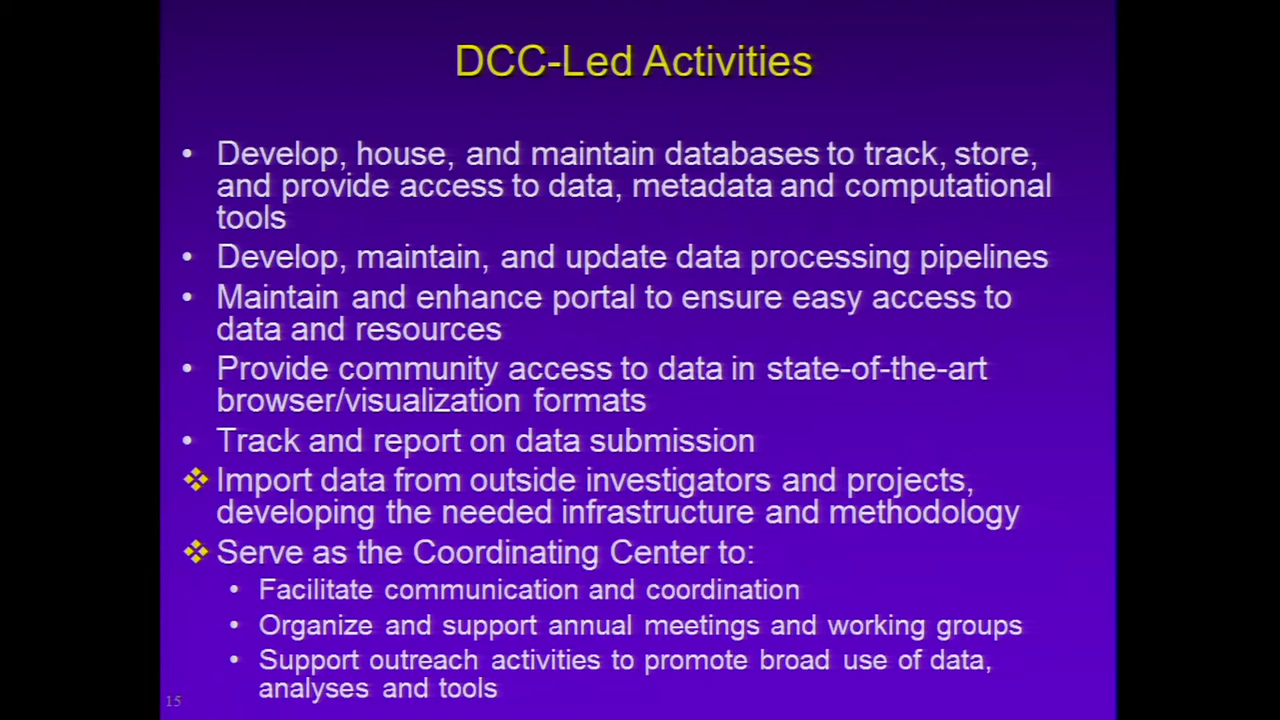 DCC-Led Activities
• Develop, house, and maintain databases to track, store,
and provide access to data, metadata and computational
tools
• Develop, maintain, and update data processing pipelines
• Maintain and enhance portal to ensure easy access to
data and resources
• Provide community access to data in state-of-the-art
browser/visualization formats
• Track and report on data submission
❖ Import data from outside investigators and projects,
developing the needed infrastructure and methodology
❖ Serve as the Coordinating Center to:
• Facilitate communication and coordination
• Organize and support annual meetings and working groups
• Support outreach activities to promote broad use of data,
analyses and tools
15